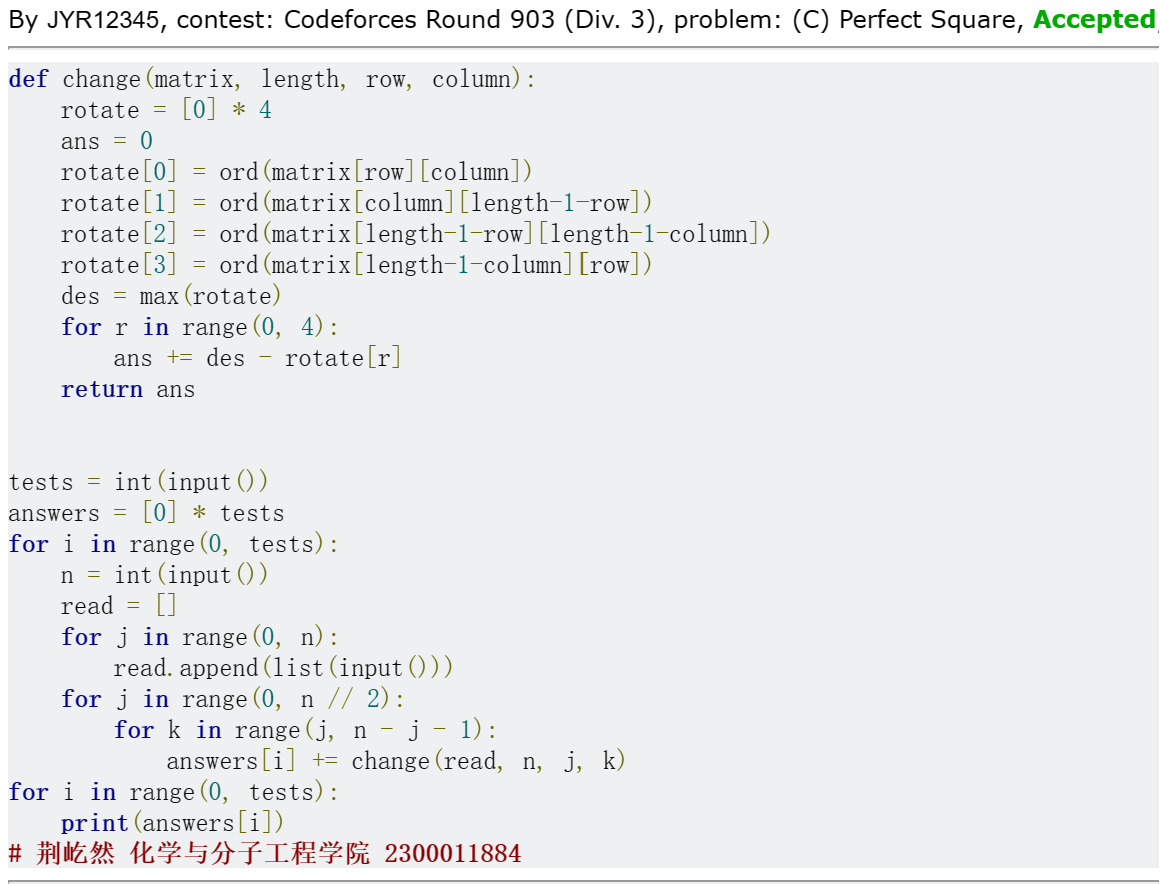 By JYR12345, contest: Codeforces Round 903 (Div. 3), problem: (C) Perfect Square, Accepted,
def change(matrix, length, row, column):
    rotate = [0] * 4
    ans = 0
    rotate[0] = ord(matrix[row][column])
    rotate[1] = ord(matrix[column][length-1-row])
    rotate[2] = ord(matrix[length-1-row][length-1-column])
    rotate[3] = ord(matrix[length-1-column][row])
    des = max(rotate)
    for r in range(0, 4):
        ans += des - rotate[r]
    return ans
tests = int(input())
answers = [0] * tests
for i in range(0, tests):
    n = int(input())
    read = []
    for j in range(0, n):
        read.append(list(input()))
    for j in range(0, n // 2):
        for k in range(j, n - j - 1):
            answers[i] += change(read, n, j, k)
for i in range(0, tests):
    print(answers[i])
# 荆屹然 化学与分子工程学院 2300011884